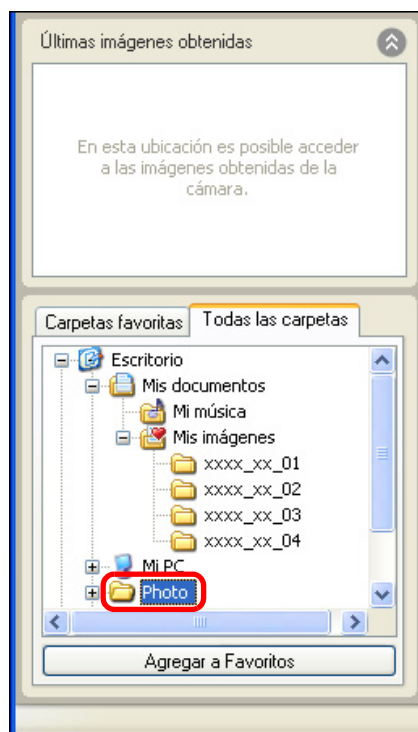 Últimas imágenes obtenidas
En esta ubicación es posible acceder
a las imágenes obtenidas de la
cámara.
Carpetas favoritas
Todas las carpetas
Escritorio
Mis documentos
Mi música
Mis imágenes
xxxx_xx_01
xxxx_xx_02
xxxx_xx_03
xxxx_xx_04
Mi PC
Photo
Agregar a Favoritos